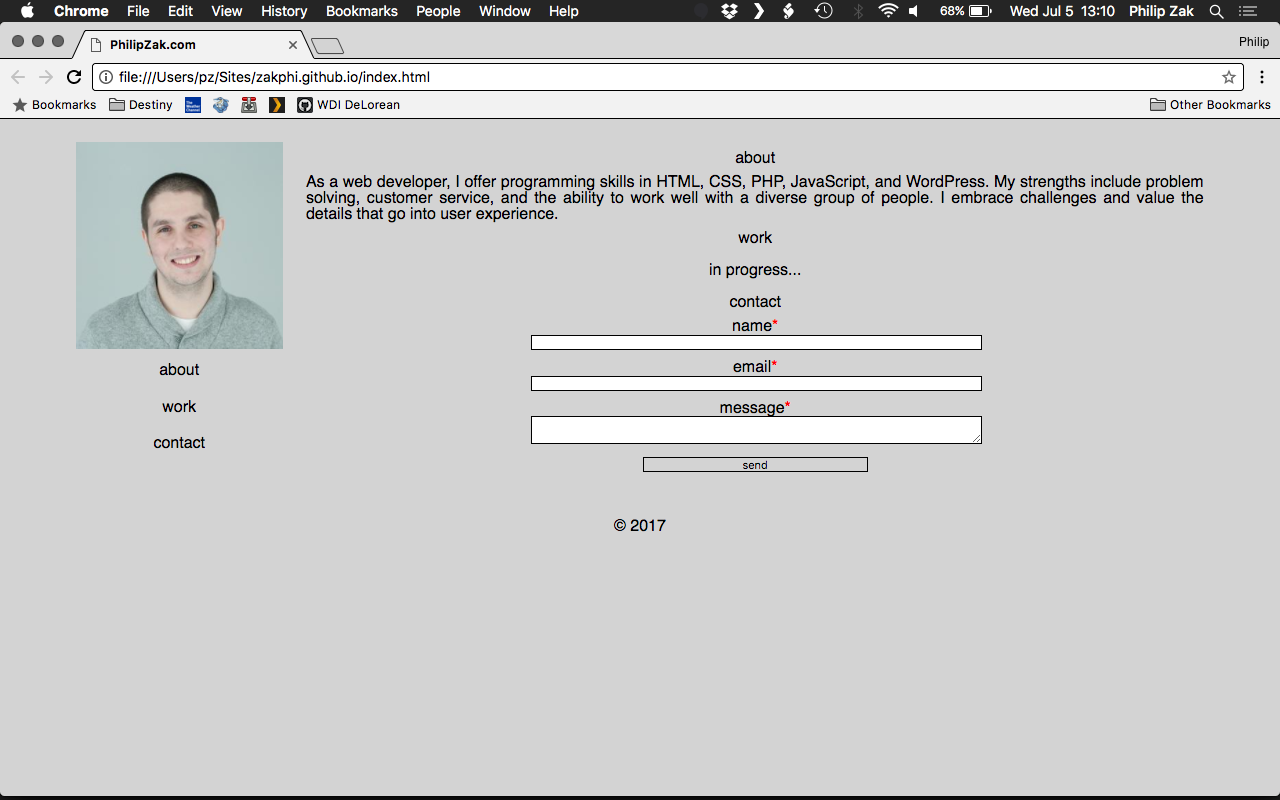 Chrome File Edit View History Bookmarks People Window Help 68% Wed Jul 5 13:10 Philip Zak
PhilipZak.com Philip
file:///Users/pz/Sites/zakphi.github.io/index.html
Bookmarks Destiny WDI DeLorean Other Bookmarks
about
As a web developer, I offer programming skills in HTML, CSS, PHP, JavaScript, and WordPress. My strengths include problem
solving, customer service, and the ability to work well with a diverse group of people. I embrace challenges and value the
details that go into user experience.
work
in progress...
contact
name*
email*
message*
send
about
work
contact
© 2017